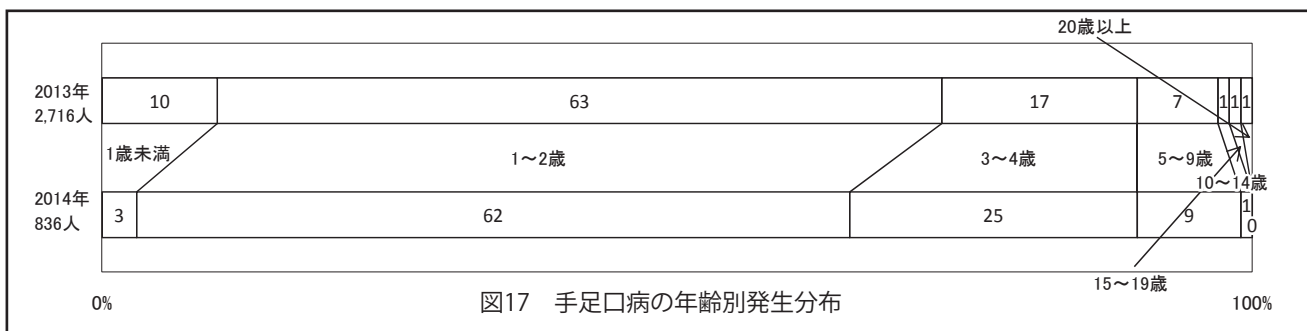 20歳以上
2013年
2,716人
10
63
17
7
1
1
1
1歳未満
1～2歳
3～4歳
5～9歳
10～14歳
2014年
836人
3
62
25
9
1
0
15～19歳
0%
図17 手足口病の年齢別発生分布
100%